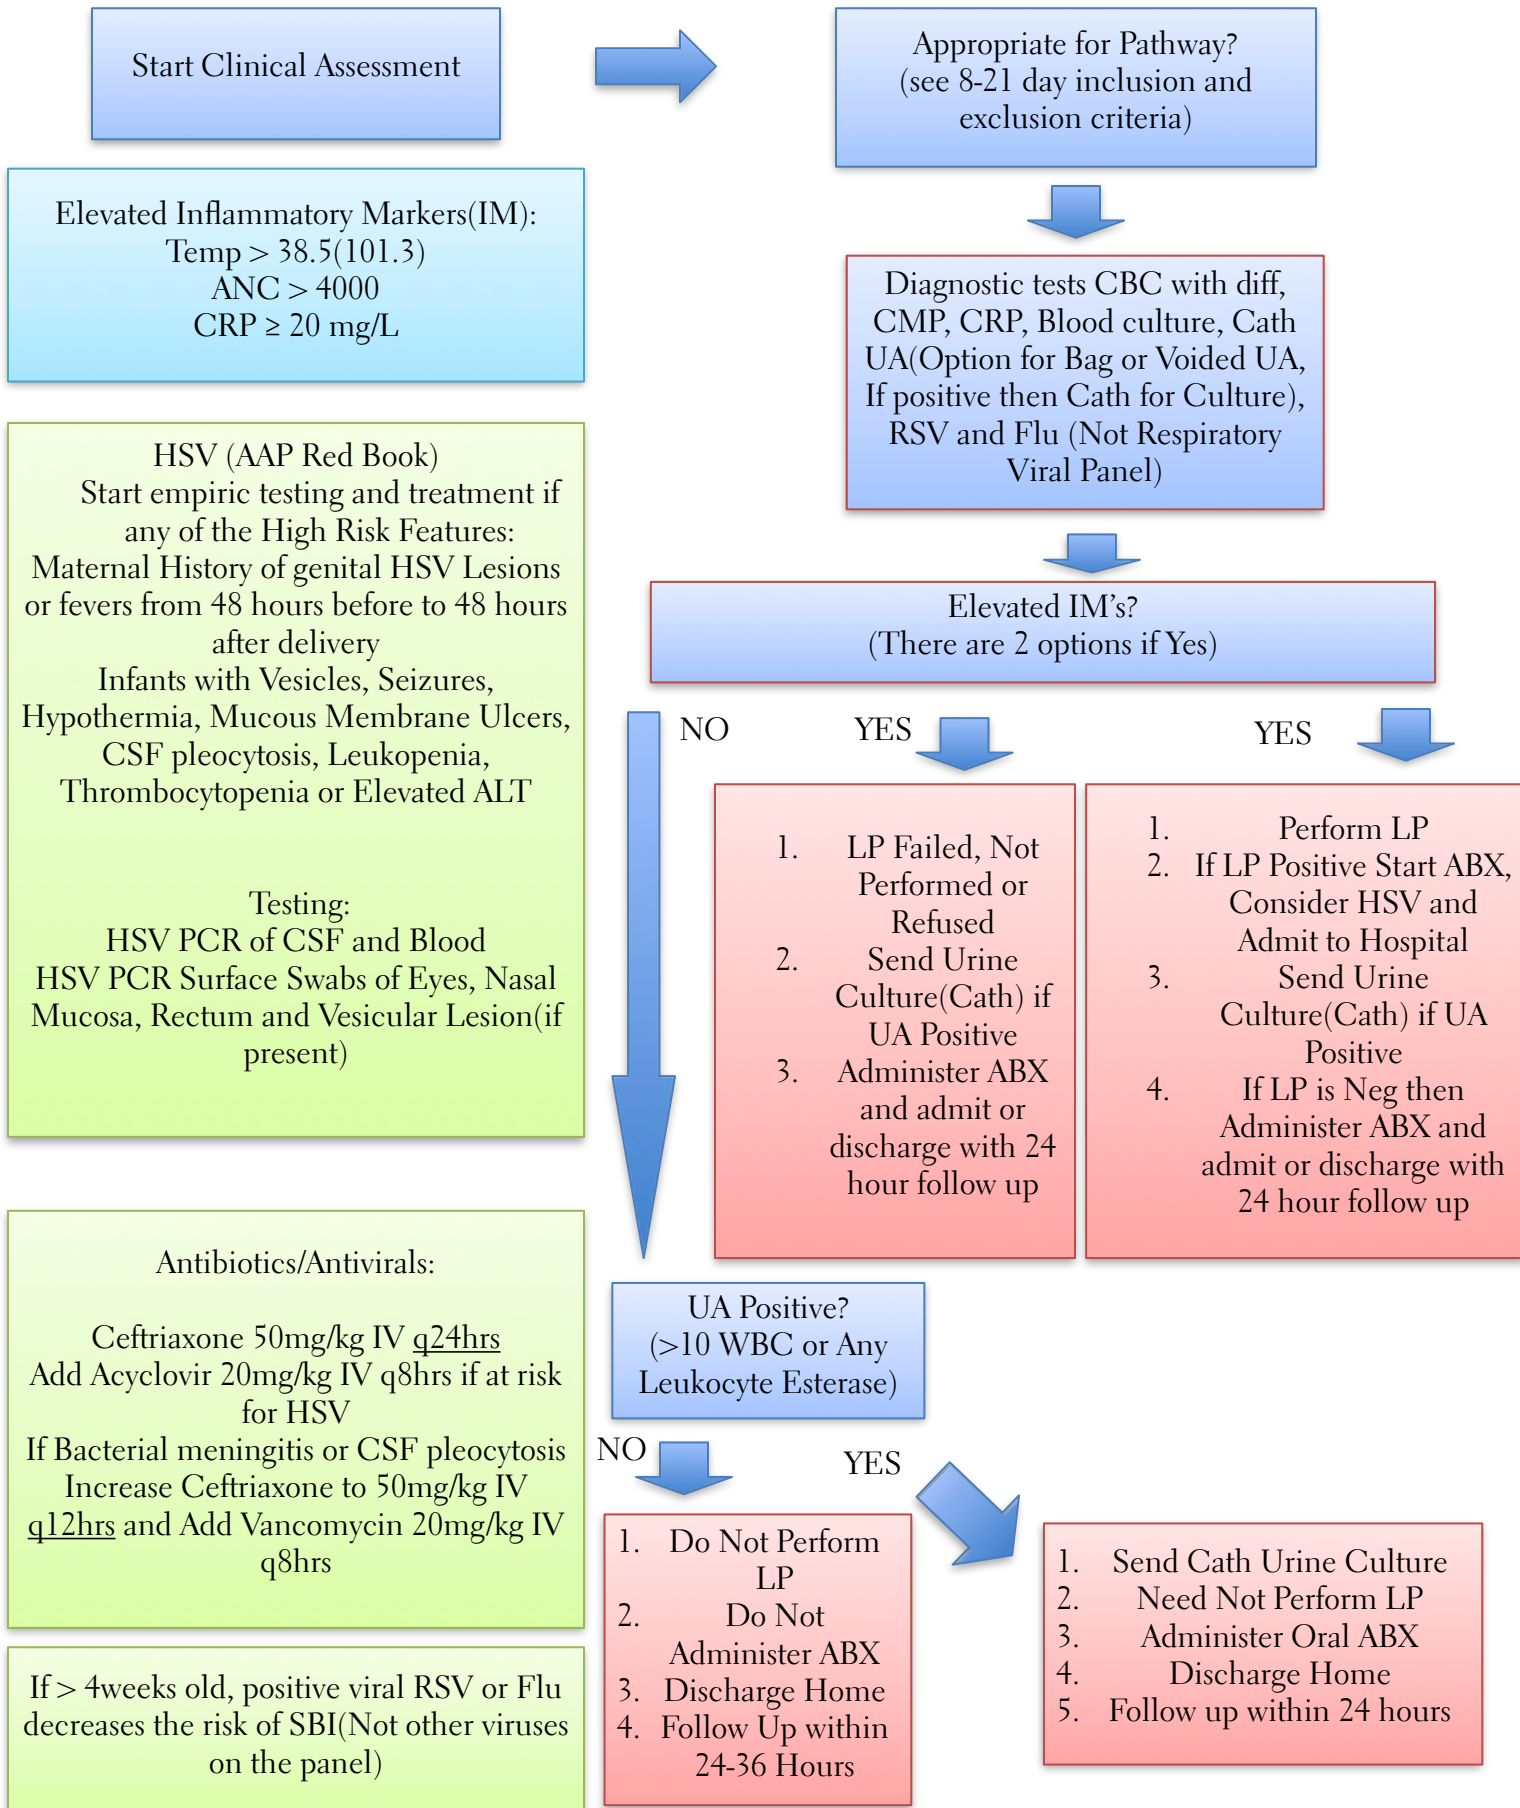 Start Clinical Assessment
Appropriate for Pathway?
(see 8-21 day inclusion and
exclusion criteria)
Elevated Inflammatory Markers(IM):
Temp > 38.5(101.3)
ANC > 4000
CRP ≥ 20 mg/L
Diagnostic tests CBC with diff,
CMP, CRP, Blood culture, Cath
UA(Option for Bag or Voided UA,
If positive then Cath for Culture),
RSV and Flu (Not Respiratory
Viral Panel)
HSV (AAP Red Book)
Start empiric testing and treatment if
any of the High Risk Features:
Maternal History of genital HSV Lesions
or fevers from 48 hours before to 48 hours
after delivery
Infants with Vesicles, Seizures,
Hypothermia, Mucous Membrane Ulcers,
CSF pleocytosis, Leukopenia,
Thrombocytopenia or Elevated ALT
Testing:
HSV PCR of CSF and Blood
HSV PCR Surface Swabs of Eyes, Nasal
Mucosa, Rectum and Vesicular Lesion(if
present)
Elevated IM's?
(There are 2 options if Yes)
NO
YES
YES
1. LP Failed, Not
Performed or
Refused
2. Send Urine
Culture(Cath) if
UA Positive
3. Administer ABX
and admit or
discharge with 24
hour follow up
1. Perform LP
2. If LP Positive Start ABX,
Consider HSV and
Admit to Hospital
3. Send Urine
Culture(Cath) if UA
Positive
4. If LP is Neg then
Administer ABX and
admit or discharge with
24 hour follow up
Antibiotics/Antivirals:
Ceftriaxone 50mg/kg IV q24hrs
Add Acyclovir 20mg/kg IV q8hrs if at risk
for HSV
If Bacterial meningitis or CSF pleocytosis
Increase Ceftriaxone to 50mg/kg IV
q12hrs and Add Vancomycin 20mg/kg IV
q8hrs
UA Positive?
(>10 WBC or Any
Leukocyte Esterase)
NO
YES
1. Do Not Perform
LP
2. Do Not
Administer ABX
3. Discharge Home
4. Follow Up within
24-36 Hours
1. Send Cath Urine Culture
2. Need Not Perform LP
3. Administer Oral ABX
4. Discharge Home
5. Follow up within 24 hours
If > 4weeks old, positive viral RSV or Flu
decreases the risk of SBI(Not other viruses
on the panel)